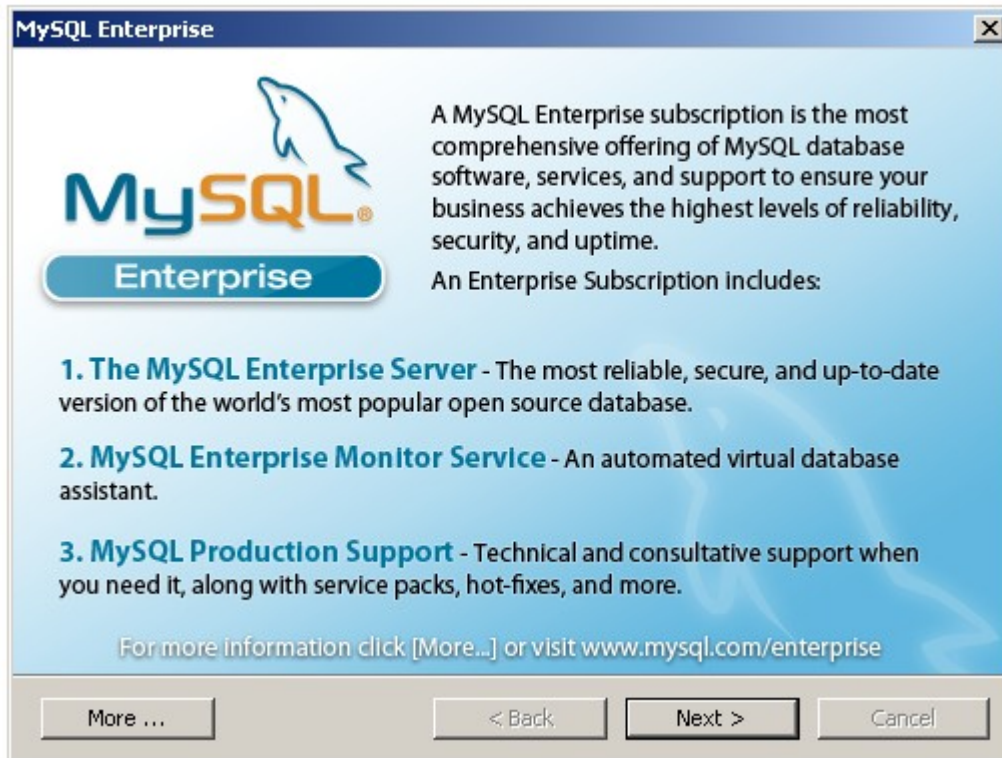 MySQL Enterprise
MySQL®
Enterprise
A MySQL Enterprise subscription is the most
comprehensive offering of MySQL database
software, services, and support to ensure your
business achieves the highest levels of reliability,
security, and uptime.
An Enterprise Subscription includes:
1. The MySQL Enterprise Server - The most reliable, secure, and up-to-date
version of the world's most popular open source database.
2. MySQL Enterprise Monitor Service - An automated virtual database
assistant.
3. MySQL Production Support - Technical and consultative support when
you need it, along with service packs, hot-fixes, and more.
For more information click [More...] or visit www.mysql.com/enterprise
More ...
< Back
Next >
Cancel